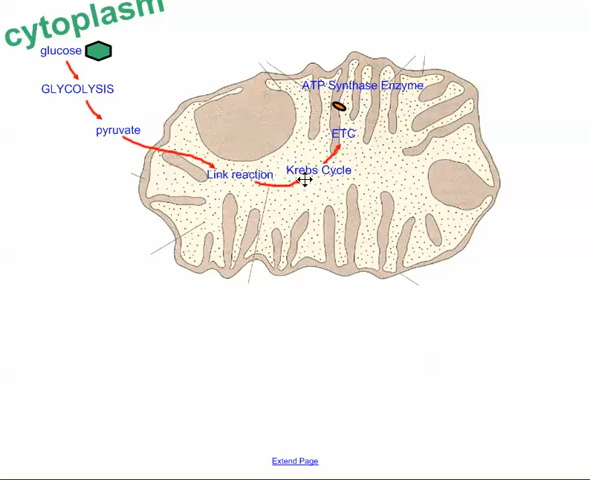 cytoplasm
glucose
GLYCOLYSIS
pyruvate
Link reaction
Krebs Cycle
ETC
ATP Synthase Enzyme
Extend Page